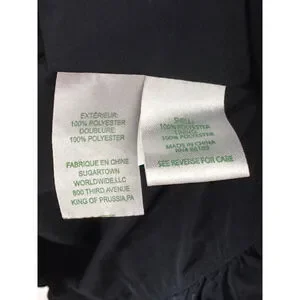 EXTÉRIEUR:
100% POLYESTER
DOUBLURE
100% POLYESTER
FABRIQUE EN CHINE
SUGARTOWN
WORLDWIDE,LLC
800 THIRD AVENUE
KING OF PRUSSIA,PA
SHELL:
100% POLYESTER
LINING:
100% POLYESTER
MADE IN CHINA
SEE REVERSE FOR CARE